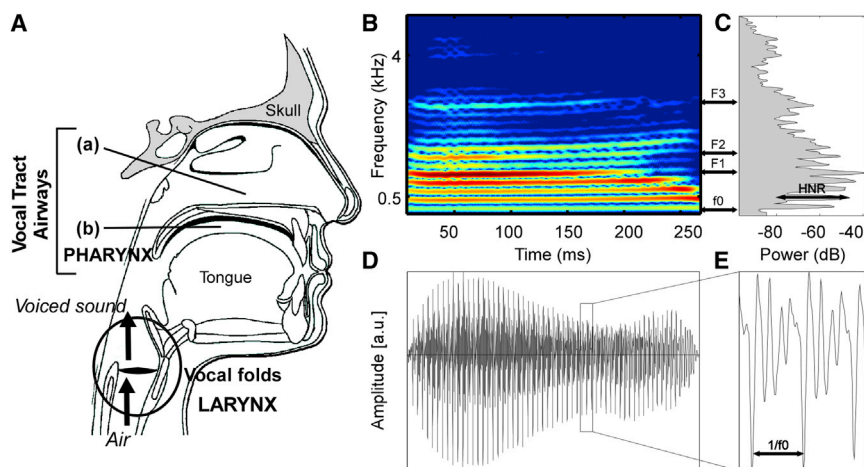 A
Skull
(a)
Vocal Tract
Airways
(b)
PHARYNX
Tongue
Voiced sound
Vocal folds
LARYNX
Air
B
Frequency (kHz)
4
0.5
50
100
150
200
250
Time (ms)
F3
F2
F1
f0
C
HNR
-80
-60
-40
Power (dB)
D
Amplitude [a.u.]
E
1/f0